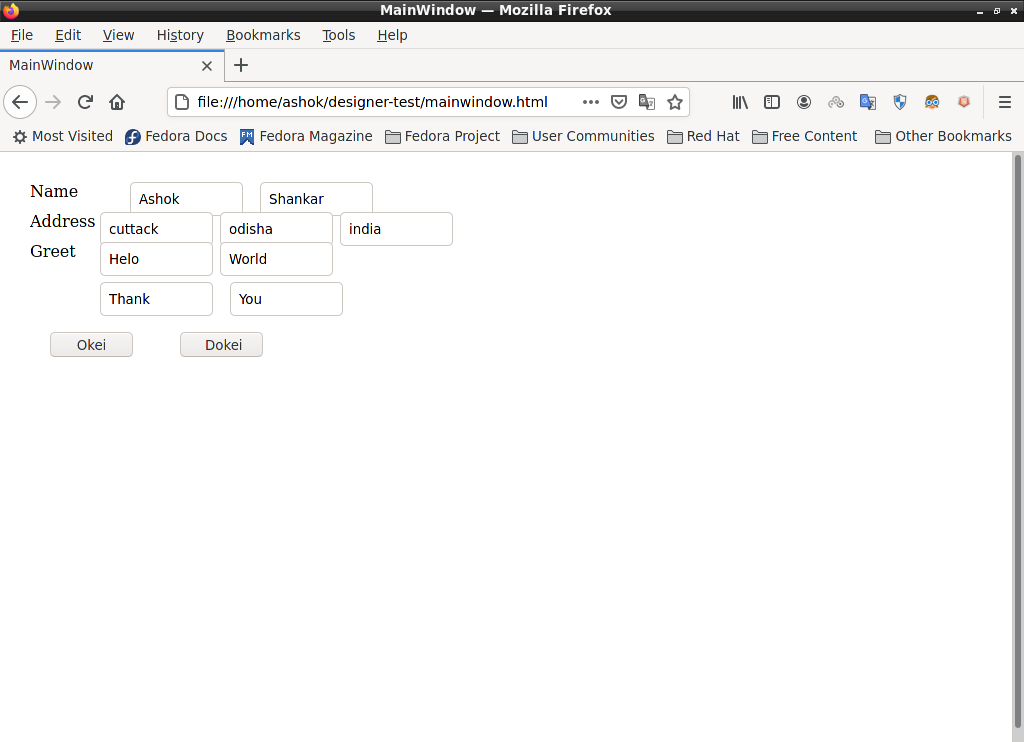 MainWindow — Mozilla Firefox
File Edit View History Bookmarks Tools Help
MainWindow
file:///home/ashok/designer-test/mainwindow.html
Most Visited Fedora Docs FM Fedora Magazine Fedora Project User Communities Red Hat Free Content Other Bookmarks
Name Ashok Shankar
Address cuttack odisha india
Greet Helo World
Thank You
Okei Dokei